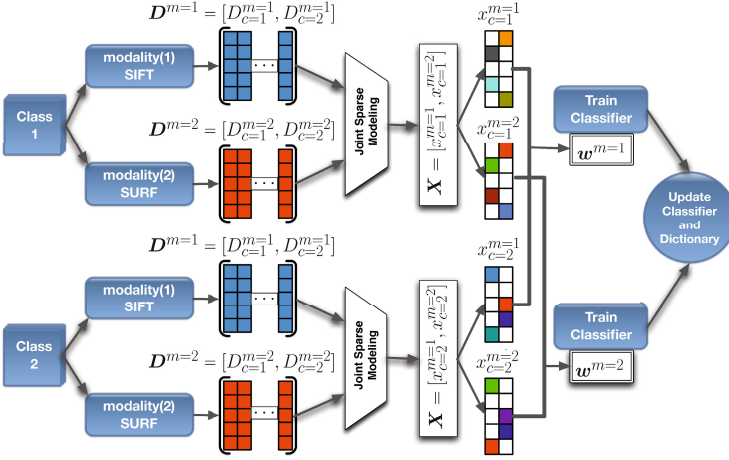 D^{m=1} = [D^{m=1}_{c=1}, D^{m=1}_{c=2}]
x^{m=1}_{c=1}
modality(1)
SIFT
Class
1
D^{m=2} = [D^{m=2}_{c=1}, D^{m=2}_{c=2}]
modality(2)
SURF
Joint Sparse
Modeling
X = [x^{m=1}_{c=1}, x^{m=2}_{c=1}]
x^{m=2}_{c=1}
Train
Classifier
w^{m=1}
Update
Classifier
and
Dictionary
D^{m=1} = [D^{m=1}_{c=1}, D^{m=1}_{c=2}]
x^{m=1}_{c=2}
modality(1)
SIFT
Class
2
D^{m=2} = [D^{m=2}_{c=1}, D^{m=2}_{c=2}]
modality(2)
SURF
Joint Sparse
Modeling
X = [x^{m=1}_{c=2}, x^{m=2}_{c=2}]
x^{m=2}_{c=2}
Train
Classifier
w^{m=2}